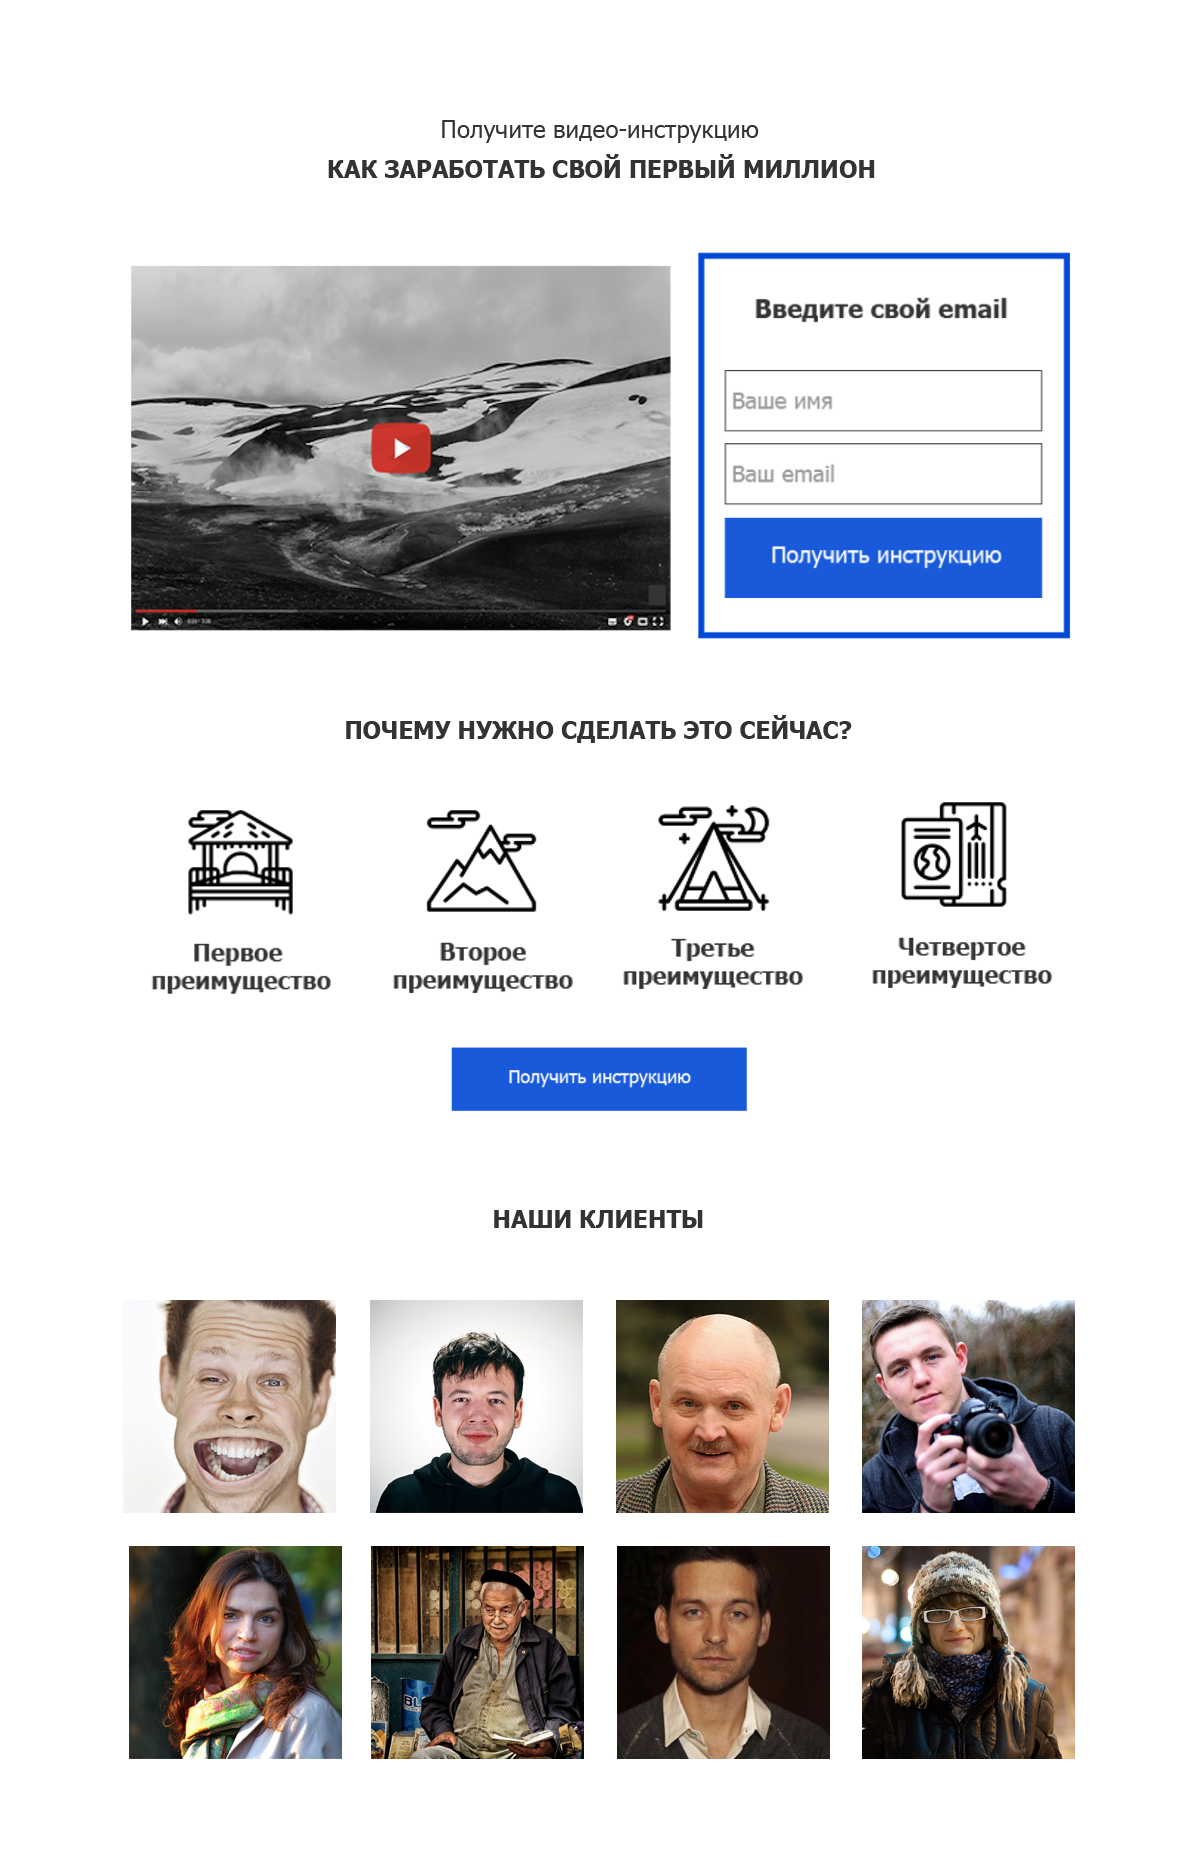 Получите видео-инструкцию
КАК ЗАРАБОТАТЬ СВОЙ ПЕРВЫЙ МИЛЛИОН
Введите свой email
Ваше имя
Ваш email
Получить инструкцию
ПОЧЕМУ НУЖНО СДЕЛАТЬ ЭТО СЕЙЧАС?
Первое
преимущество
Второе
преимущество
Третье
преимущество
Четвертое
преимущество
Получить инструкцию
НАШИ КЛИЕНТЫ